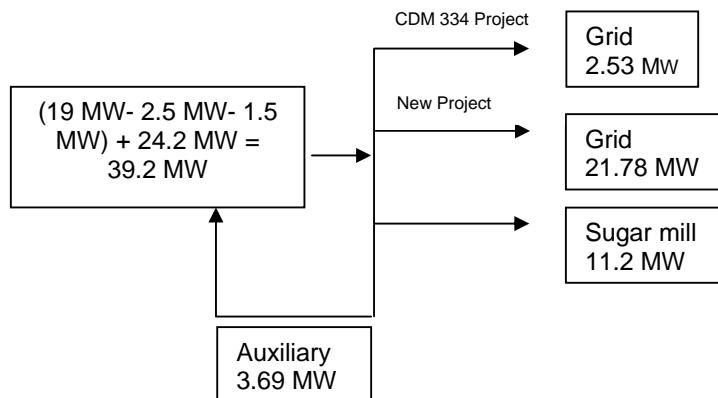 CDM 334 Project
Grid
2.53 MW
(19 MW- 2.5 MW- 1.5
MW) + 24.2 MW =
39.2 MW
New Project
Grid
21.78 MW
Sugar mill
11.2 MW
Auxiliary
3.69 MW